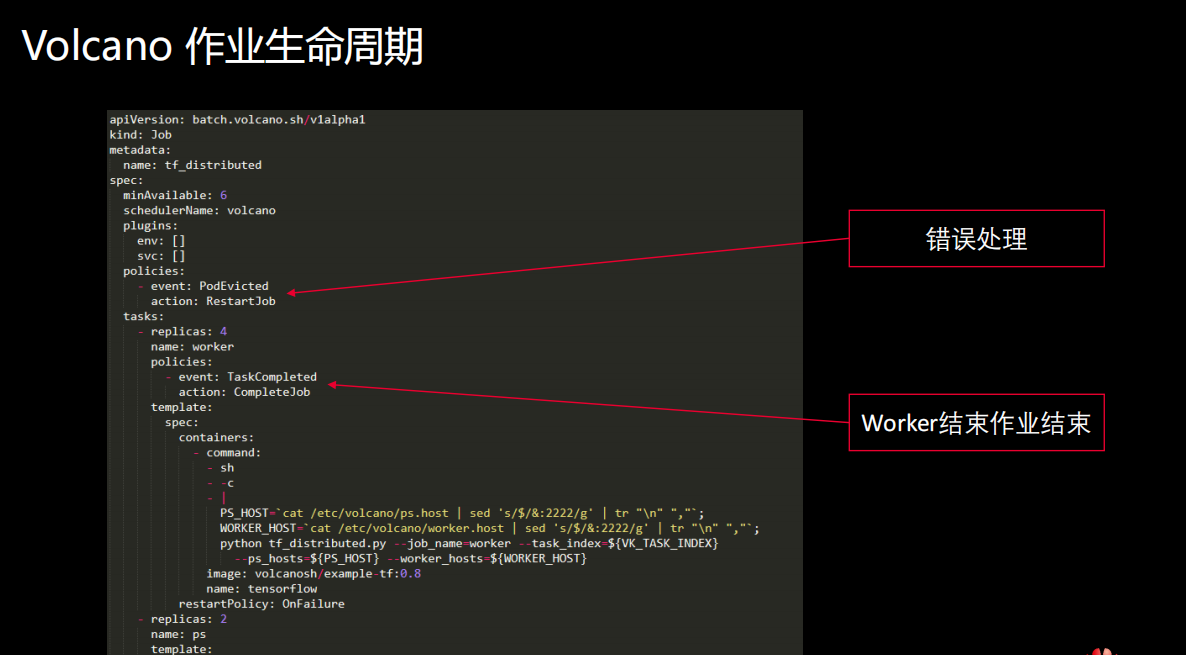 Volcano 作业生命周期
apiVersion: batch.volcano.sh/v1alpha1
kind: Job
metadata:
  name: tf_distributed
spec:
  minAvailable: 6
  schedulerName: volcano
  plugins:
    env: []
    svc: []
  policies:
    - event: PodEvicted
      action: RestartJob
  tasks:
    - replicas: 4
      name: worker
      policies:
        - event: TaskCompleted
          action: CompleteJob
      template:
        spec:
          containers:
            - command:
              - sh
              - -c
              - |
                PS_HOST=`cat /etc/volcano/ps.host | sed 's/$/&:2222/g' | tr "\n" ","`;
                WORKER_HOST=`cat /etc/volcano/worker.host | sed 's/$/&:2222/g' | tr "\n" ","`;
                python tf_distributed.py --job_name=worker --task_index=${VK_TASK_INDEX}
                  --ps_hosts=${PS_HOST} --worker_hosts=${WORKER_HOST}
              image: volcanosh/example-tf:0.8
              name: tensorflow
          restartPolicy: OnFailure
    - replicas: 2
      name: ps
      template:
错误处理
Worker结束作业结束